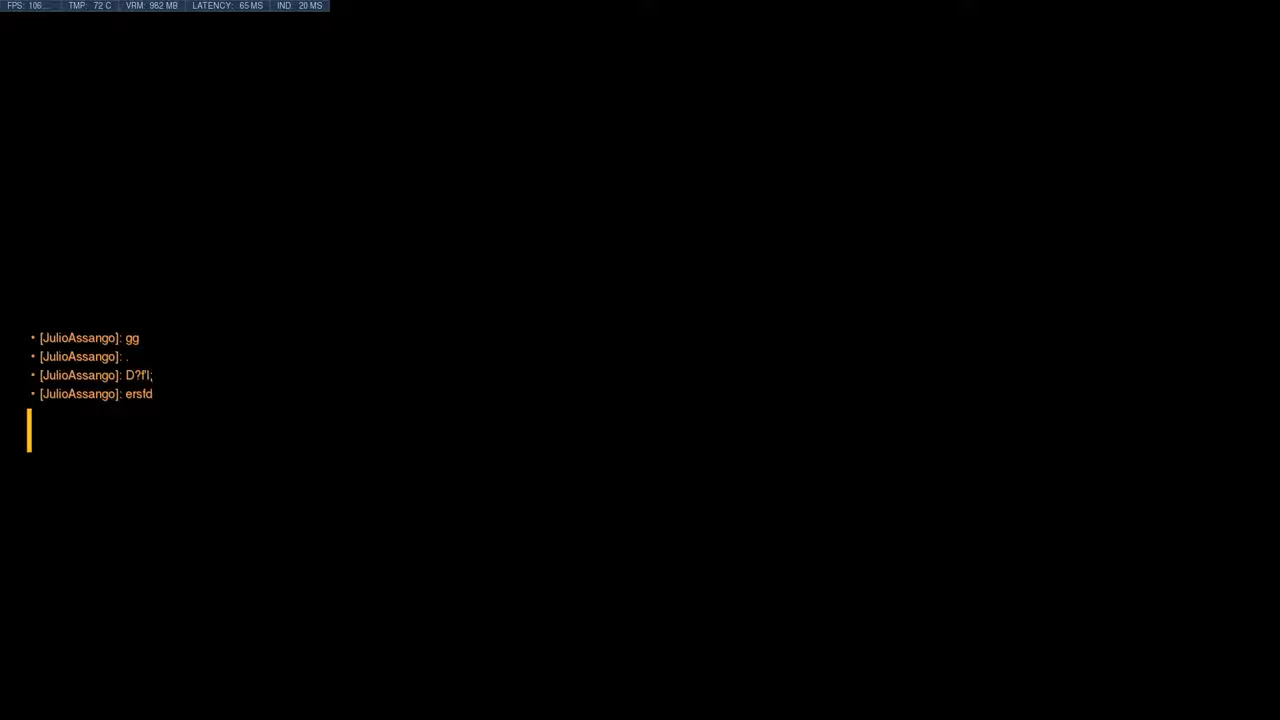 FPS: 106... TMP: 72 C VRM: 982 MB LATENCY: 65 MS IND: 20 MS
• [JulioAssango]: gg
• [JulioAssango]: .
• [JulioAssango]: D?f'l;
• [JulioAssango]: ersfd